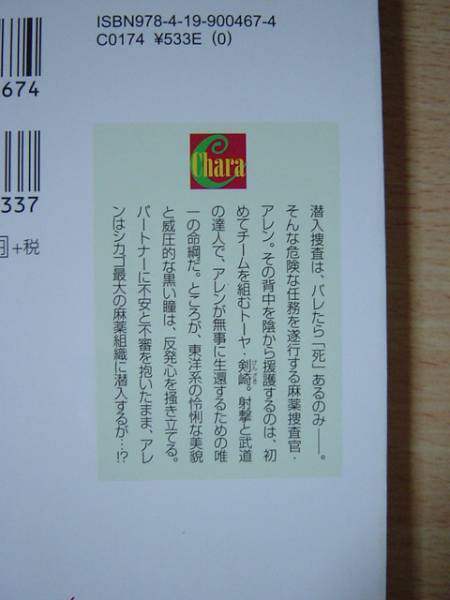 ISBN978-4-19-900467-4
C0174 ¥533E (0)
674
337
円+税
Chara
潜入捜査は、バレたら「死」あるのみ――。
そんな危険な任務を遂行する麻薬捜査官・
アレン。その背中を陰から援護するのは、初
めてチームを組むトーヤ・剣崎。射撃と武道
けんざき
の達人で、アレンが無事に生還するための唯
一の命綱だ。ところが、東洋系の怜悧な美貌
と威圧的な黒い瞳は、反発心を掻き立てる。
パートナーに不安と不審を抱いたまま、アレ
ンはシカゴ最大の麻薬組織に潜入するが…!?